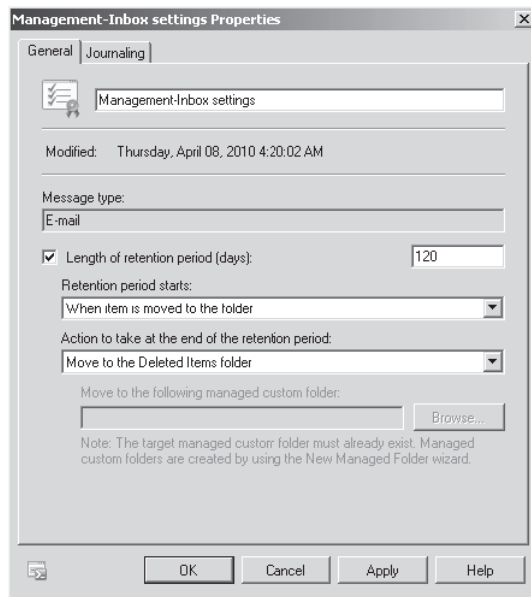 Management-Inbox settings Properties
General
Journaling
Management-Inbox settings
Modified: Thursday, April 08, 2010 4:20:02 AM
Message type:
E-mail
Length of retention period (days): 120
Retention period starts:
When item is moved to the folder
Action to take at the end of the retention period:
Move to the Deleted Items folder
Move to the following managed custom folder:
Browse...
Note: The target managed custom folder must already exist. Managed
custom folders are created by using the New Managed Folder wizard.
OK
Cancel
Apply
Help